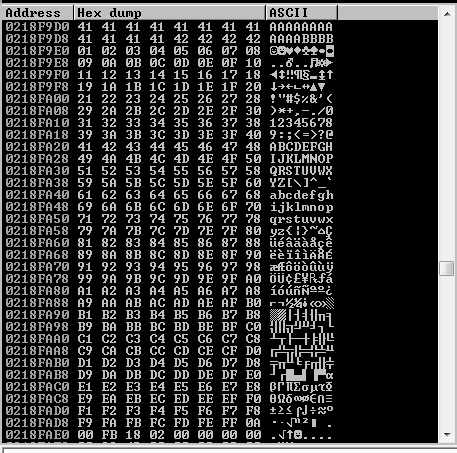 Address Hex dump ASCII
0218F9D0 41 41 41 41 41 41 41 41 AAAAAAAA
0218F9D8 41 41 41 41 42 42 42 42 AAAABBBB
0218F9E0 01 02 03 04 05 06 07 08 ☺☻♥♦♣♠•◘
0218F9E8 09 0A 0B 0C 0D 0E 0F 10 ..♂..♫☼►
0218F9F0 11 12 13 14 15 16 17 18 ◄↕‼¶§▬↨↑
0218F9F8 19 1A 1B 1C 1D 1E 1F 20 ↓→←∟↔▲▼
0218FA00 21 22 23 24 25 26 27 28 !"#$%&'(
0218FA08 29 2A 2B 2C 2D 2E 2F 30 )*+,-./0
0218FA10 31 32 33 34 35 36 37 38 12345678
0218FA18 39 3A 3B 3C 3D 3E 3F 40 9:;<=>?@
0218FA20 41 42 43 44 45 46 47 48 ABCDEFGH
0218FA28 49 4A 4B 4C 4D 4E 4F 50 IJKLMNOP
0218FA30 51 52 53 54 55 56 57 58 QRSTUVWX
0218FA38 59 5A 5B 5C 5D 5E 5F 60 YZ[\]^_`
0218FA40 61 62 63 64 65 66 67 68 abcdefgh
0218FA48 69 6A 6B 6C 6D 6E 6F 70 ijklmnop
0218FA50 71 72 73 74 75 76 77 78 qrstuvwx
0218FA58 79 7A 7B 7C 7D 7E 7F 80 yz{|}~⌂Ç
0218FA60 81 82 83 84 85 86 87 88 üéâäàåçê
0218FA68 89 8A 8B 8C 8D 8E 8F 90 ëèïîìÄÅÉ
0218FA70 91 92 93 94 95 96 97 98 æÆôöòûùÿ
0218FA78 99 9A 9B 9C 9D 9E 9F A0 ÖÜ¢£¥₧ƒá
0218FA80 A1 A2 A3 A4 A5 A6 A7 A8 íóúñÑªº¿
0218FA88 A9 AA AB AC AD AE AF B0 ⌐¬½¼¡«»░
0218FA90 B1 B2 B3 B4 B5 B6 B7 B8 ▒▓│┤╡╢╖╕
0218FA98 B9 BA BB BC BD BE BF C0 ╣║╗╝╜╛┐└
0218FAA0 C1 C2 C3 C4 C5 C6 C7 C8 ┴┬├─┼╞╟╚
0218FAA8 C9 CA CB CC CD CE CF D0 ╔╩╦╠═╬╧╨
0218FAB0 D1 D2 D3 D4 D5 D6 D7 D8 ╤╥╙╘╒╓╫╪
0218FAB8 D9 DA DB DC DD DE DF E0 ┘┌█▄▌▐▀α
0218FAC0 E1 E2 E3 E4 E5 E6 E7 E8 ßΓπΣσµτΦ
0218FAC8 E9 EA EB EC ED EE EF F0 ΘΩδ∞φε∩≡
0218FAD0 F1 F2 F3 F4 F5 F6 F7 F8 ±≥≤⌠⌡÷≈°
0218FAD8 F9 FA FB FC FD FE FF 0A ∙·√ⁿ²■ .
0218FAE0 00 FB 18 02 00 00 00 00 .√↑☻....